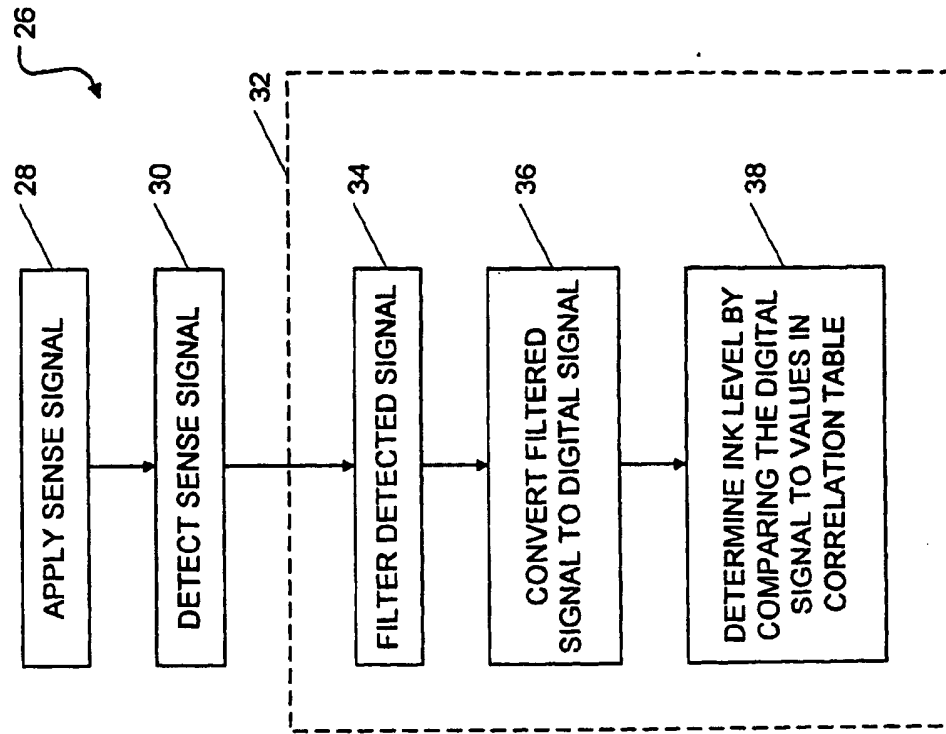 26
APPLY SENSE SIGNAL
28
DETECT SENSE SIGNAL
30
32
FILTER DETECTED SIGNAL
34
CONVERT FILTERED
SIGNAL TO DIGITAL SIGNAL
36
DETERMINE INK LEVEL BY
COMPARING THE DIGITAL
SIGNAL TO VALUES IN
CORRELATION TABLE
38